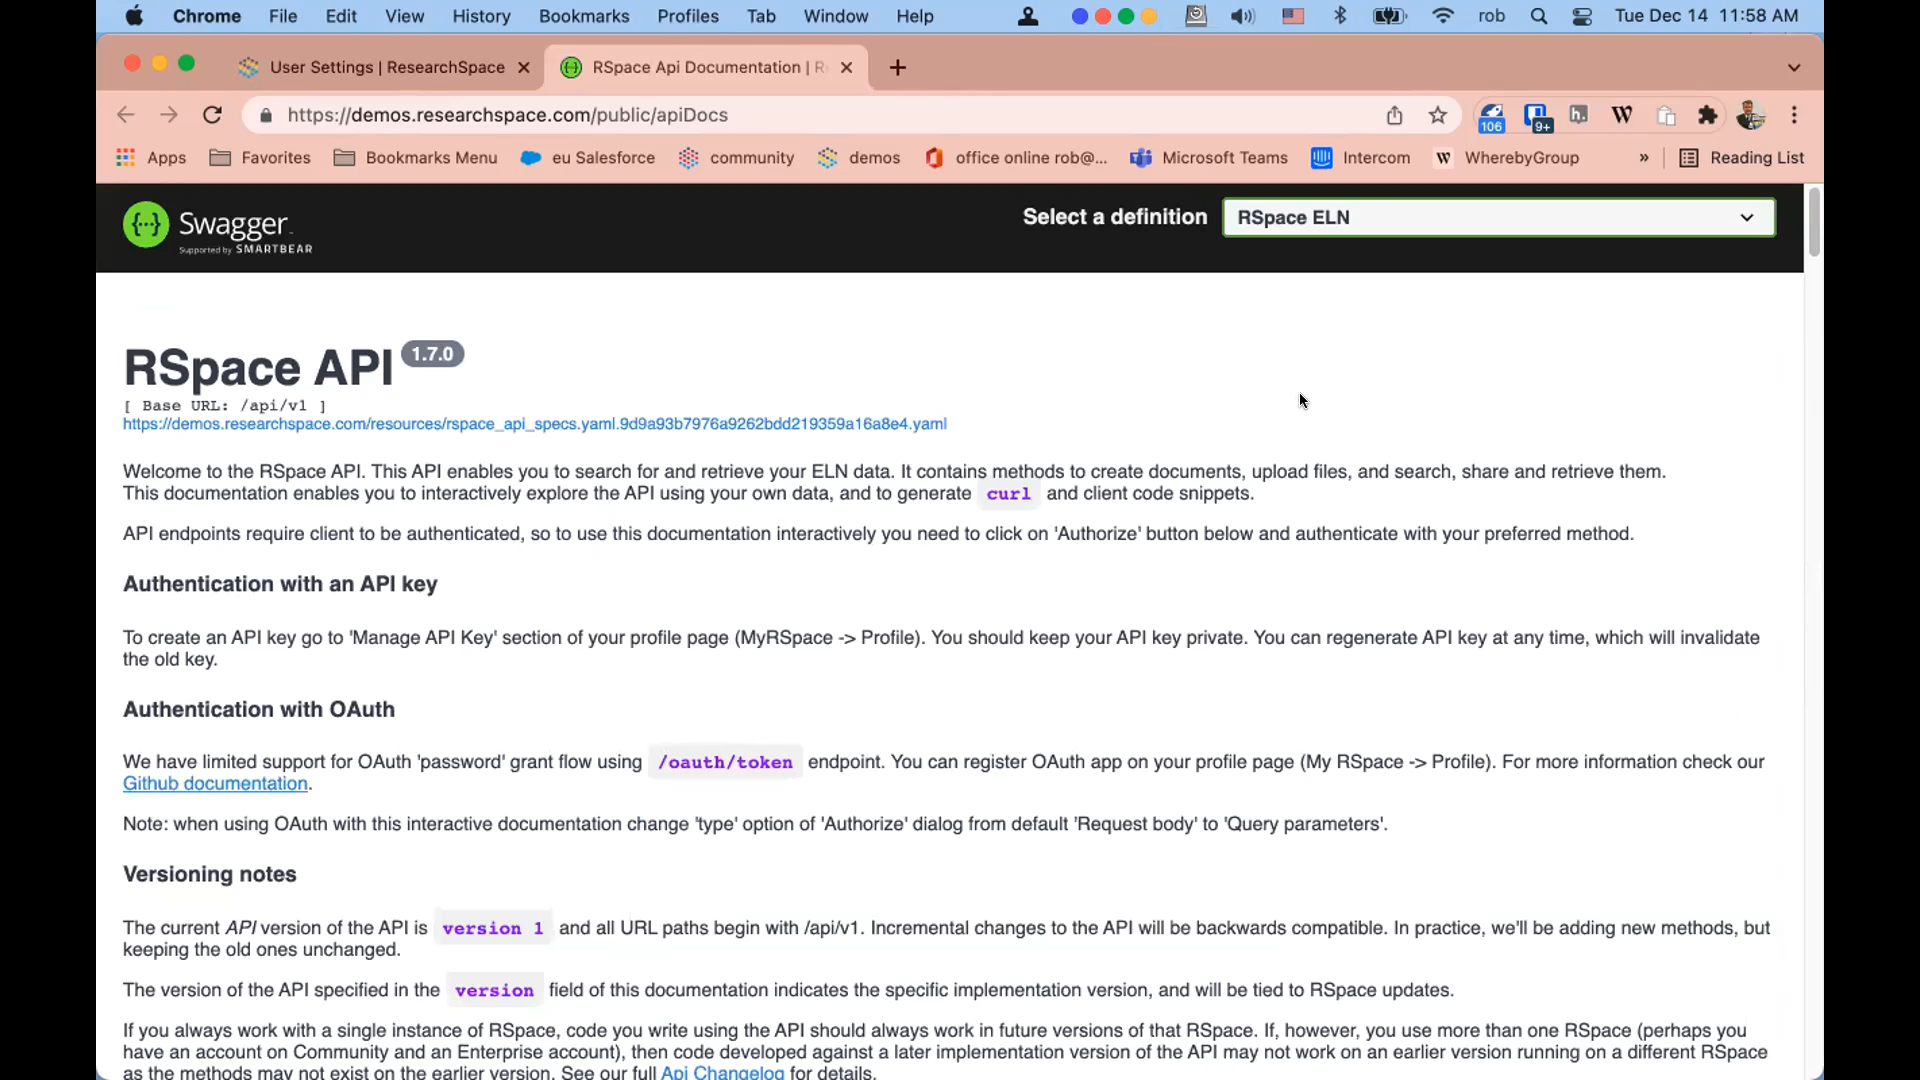 Chrome File Edit View History Bookmarks Profiles Tab Window Help rob Tue Dec 14 11:58 AM
User Settings | ResearchSpace RSpace Api Documentation | R
https://demos.researchspace.com/public/apiDocs 106 9+ h. W
Apps Favorites Bookmarks Menu eu Salesforce community demos office online rob@... Microsoft Teams Intercom W WherebyGroup » Reading List
{...} Swagger Select a definition RSpace ELN
Supported by SMARTBEAR
RSpace API 1.7.0
[ Base URL: /api/v1 ]
https://demos.researchspace.com/resources/rspace_api_specs.yaml.9d9a93b7976a9262bdd219359a16a8e4.yaml
Welcome to the RSpace API. This API enables you to search for and retrieve your ELN data. It contains methods to create documents, upload files, and search, share and retrieve them.
This documentation enables you to interactively explore the API using your own data, and to generate curl and client code snippets.
API endpoints require client to be authenticated, so to use this documentation interactively you need to click on 'Authorize' button below and authenticate with your preferred method.
Authentication with an API key
To create an API key go to 'Manage API Key' section of your profile page (MyRSpace -> Profile). You should keep your API key private. You can regenerate API key at any time, which will invalidate
the old key.
Authentication with OAuth
We have limited support for OAuth 'password' grant flow using /oauth/token endpoint. You can register OAuth app on your profile page (My RSpace -> Profile). For more information check our
Github documentation.
Note: when using OAuth with this interactive documentation change 'type' option of 'Authorize' dialog from default 'Request body' to 'Query parameters'.
Versioning notes
The current API version of the API is version 1 and all URL paths begin with /api/v1. Incremental changes to the API will be backwards compatible. In practice, we'll be adding new methods, but
keeping the old ones unchanged.
The version of the API specified in the version field of this documentation indicates the specific implementation version, and will be tied to RSpace updates.
If you always work with a single instance of RSpace, code you write using the API should always work in future versions of that RSpace. If, however, you use more than one RSpace (perhaps you
have an account on Community and an Enterprise account), then code developed against a later implementation version of the API may not work on an earlier version running on a different RSpace
as the methods may not exist on the earlier version. See our full Api Changelog for details.